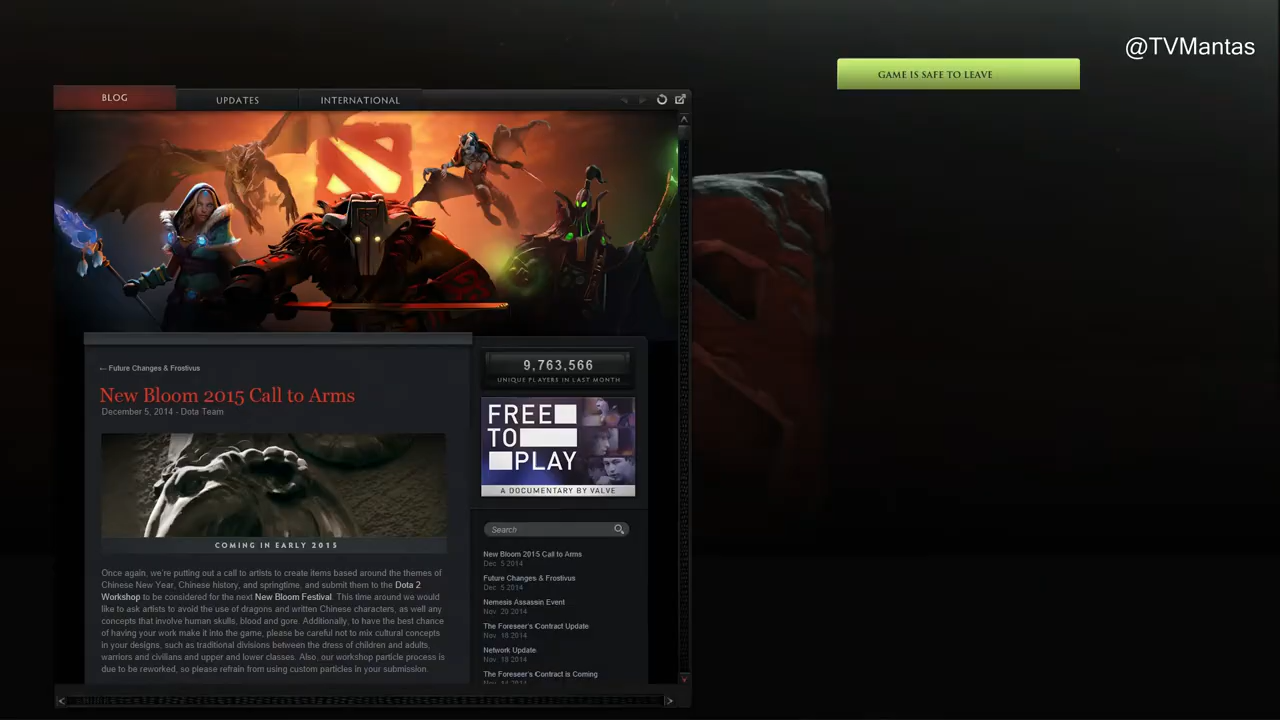 @TVMantas
GAME IS SAFE TO LEAVE
BLOG
UPDATES
INTERNATIONAL
← Future Changes & Frostivus
New Bloom 2015 Call to Arms
December 5, 2014 - Dota Team
COMING IN EARLY 2015
Once again, we're putting out a call to artists to create items based around the themes of
Chinese New Year, Chinese history, and springtime, and submit them to the Dota 2
Workshop to be considered for the next New Bloom Festival. This time around we would
like to ask artists to avoid the use of dragons and written Chinese characters, as well any
concepts that involve human skulls, blood and gore. Additionally, to have the best chance
of having your work make it into the game, please be careful not to mix cultural concepts
in your designs, such as traditional divisions between the dress of children and adults,
warriors and civilians and upper and lower classes. Also, our workshop particle process is
due to be reworked, so please refrain from using custom particles in your submission.
9,763,566
UNIQUE PLAYERS IN LAST MONTH
FREE
TO
PLAY
A DOCUMENTARY BY VALVE
Search
New Bloom 2015 Call to Arms
Dec 5 2014
Future Changes & Frostivus
Dec 5 2014
Nemesis Assassin Event
Nov 20 2014
The Foreseer's Contract Update
Nov 18 2014
Network Update
Nov 18 2014
The Foreseer's Contract is Coming